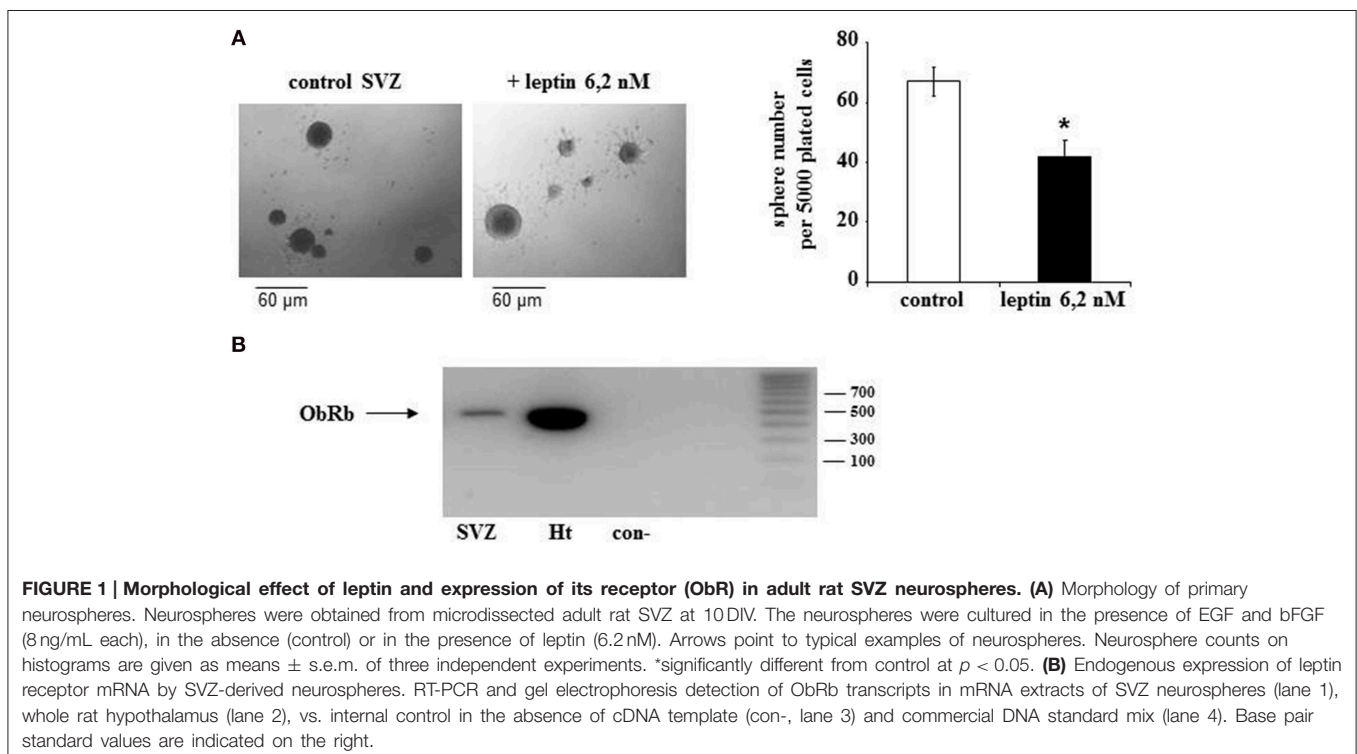 A
control SVZ
+ leptin 6,2 nM
60 µm
60 µm
sphere number
per 5000 plated cells
80
60
40
20
0
*
control
leptin 6,2 nM
B
ObRb
700
500
300
100
SVZ
Ht
con-
FIGURE 1 | Morphological effect of leptin and expression of its receptor (ObR) in adult rat SVZ neurospheres. (A) Morphology of primary
neurospheres. Neurospheres were obtained from microdissected adult rat SVZ at 10 DIV. The neurospheres were cultured in the presence of EGF and bFGF
(8 ng/mL each), in the absence (control) or in the presence of leptin (6.2 nM). Arrows point to typical examples of neurospheres. Neurosphere counts on
histograms are given as means ± s.e.m. of three independent experiments. *significantly different from control at p < 0.05. (B) Endogenous expression of leptin
receptor mRNA by SVZ-derived neurospheres. RT-PCR and gel electrophoresis detection of ObRb transcripts in mRNA extracts of SVZ neurospheres (lane 1),
whole rat hypothalamus (lane 2), vs. internal control in the absence of cDNA template (con-, lane 3) and commercial DNA standard mix (lane 4). Base pair
standard values are indicated on the right.